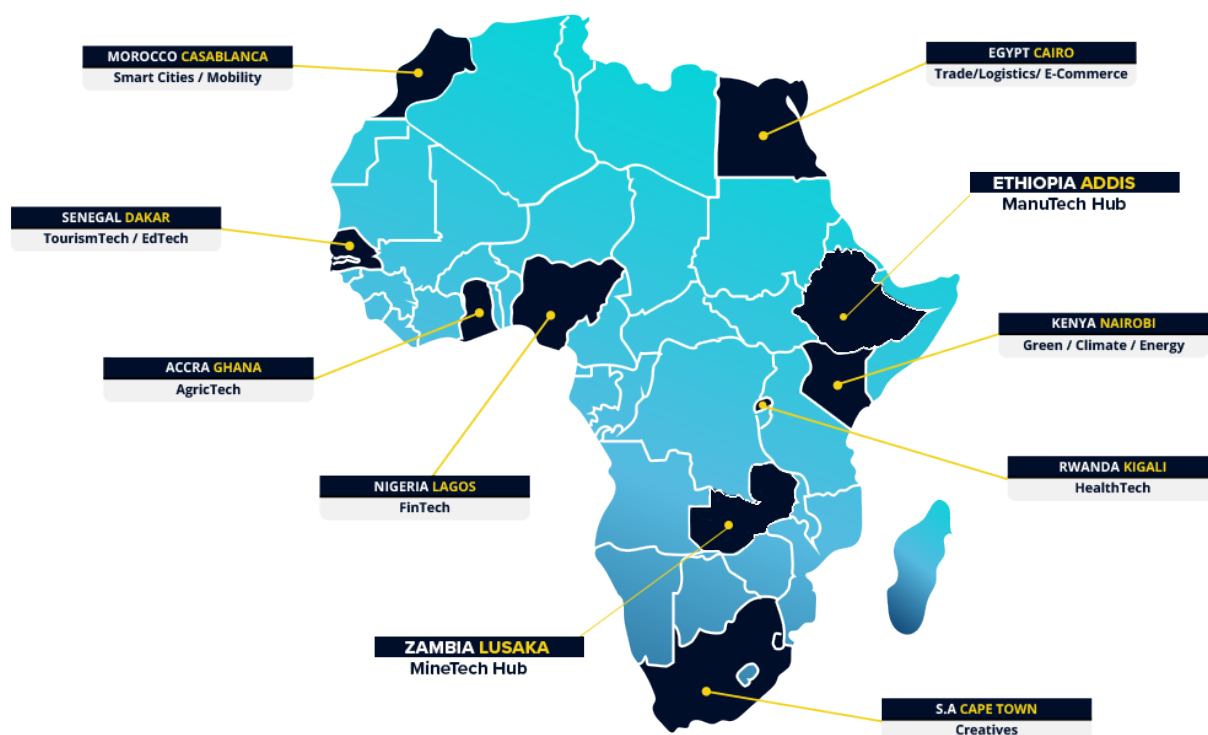 MOROCCO CASABLANCA
Smart Cities / Mobility
EGYPT CAIRO
Trade/Logistics/ E-Commerce
ETHIOPIA ADDIS
ManuTech Hub
SENEGAL DAKAR
TourismTech / EdTech
KENYA NAIROBI
Green / Climate / Energy
ACCRA GHANA
AgricTech
RWANDA KIGALI
HealthTech
NIGERIA LAGOS
FinTech
ZAMBIA LUSAKA
MineTech Hub
S.A CAPE TOWN
Creatives